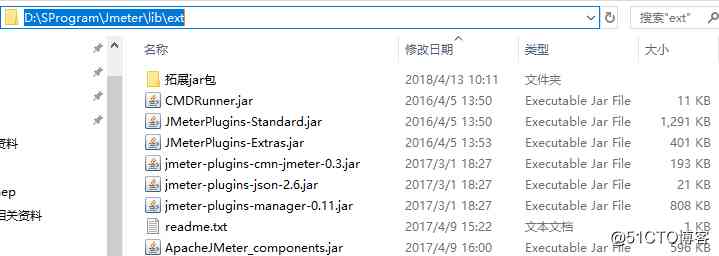 D:\SProgram\Jmeter\lib\ext
搜索"ext"
修改日期
类型
大小
拓展jar包 2018/4/13 10:11 文件夹
CMDRunner.jar 2016/4/5 13:50 Executable Jar File 11 KB
JMeterPlugins-Standard.jar 2016/4/5 13:50 Executable Jar File 1,291 KB
JMeterPlugins-Extras.jar 2016/4/5 13:53 Executable Jar File 401 KB
资料
jmeter-plugins-cmn-jmeter-0.3.jar 2017/3/1 18:27 Executable Jar File 193 KB
jmeter-plugins-json-2.6.jar 2017/3/1 18:27 Executable Jar File 21 KB
ep
jmeter-plugins-manager-0.11.jar 2017/3/1 18:27 Executable Jar File 808 KB
相关资料
readme.txt 2017/4/9 15:22 文本文档 1 KB
ApacheJMeter_components.jar 2017/4/9 16:00 Executable Jar File 596 KB
@51CTO博客